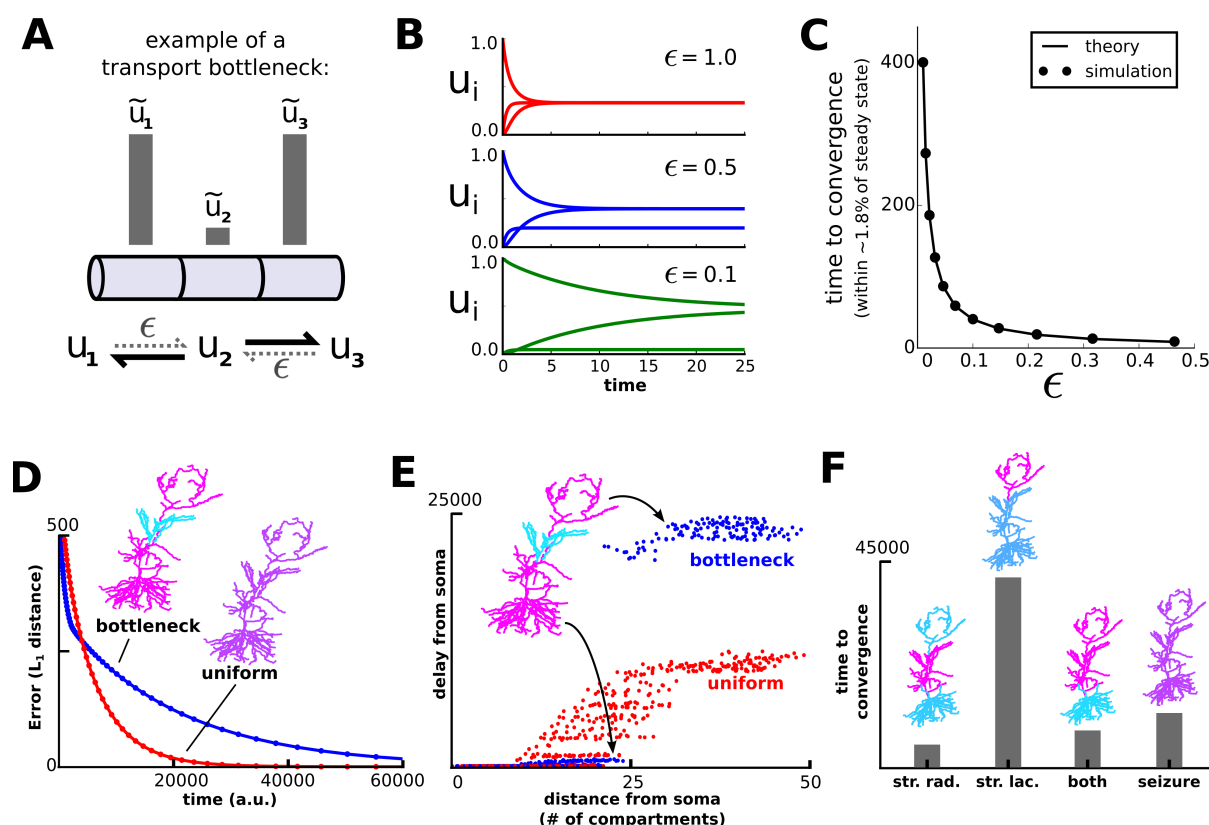 A
example of a
transport bottleneck:
ũ1
ũ2
ũ3
u1
ϵ
u2
ϵ
u3
B
1.0
ui
0.0
ϵ = 1.0
1.0
ui
0.0
ϵ = 0.5
1.0
ui
0.0
ϵ = 0.1
0 5 10 15 20 25
time
C
time to convergence
(within ~1.8% of steady state)
400
200
0
theory
simulation
0 0.1 0.2 0.3 0.4 0.5
ϵ
D
500
Error (L1 distance)
0
bottleneck
uniform
20000 40000 60000
time (a.u.)
E
25000
delay from soma
bottleneck
uniform
0 25 50
distance from soma
(# of compartments)
F
45000
time to
convergence
str. rad. str. lac. both seizure